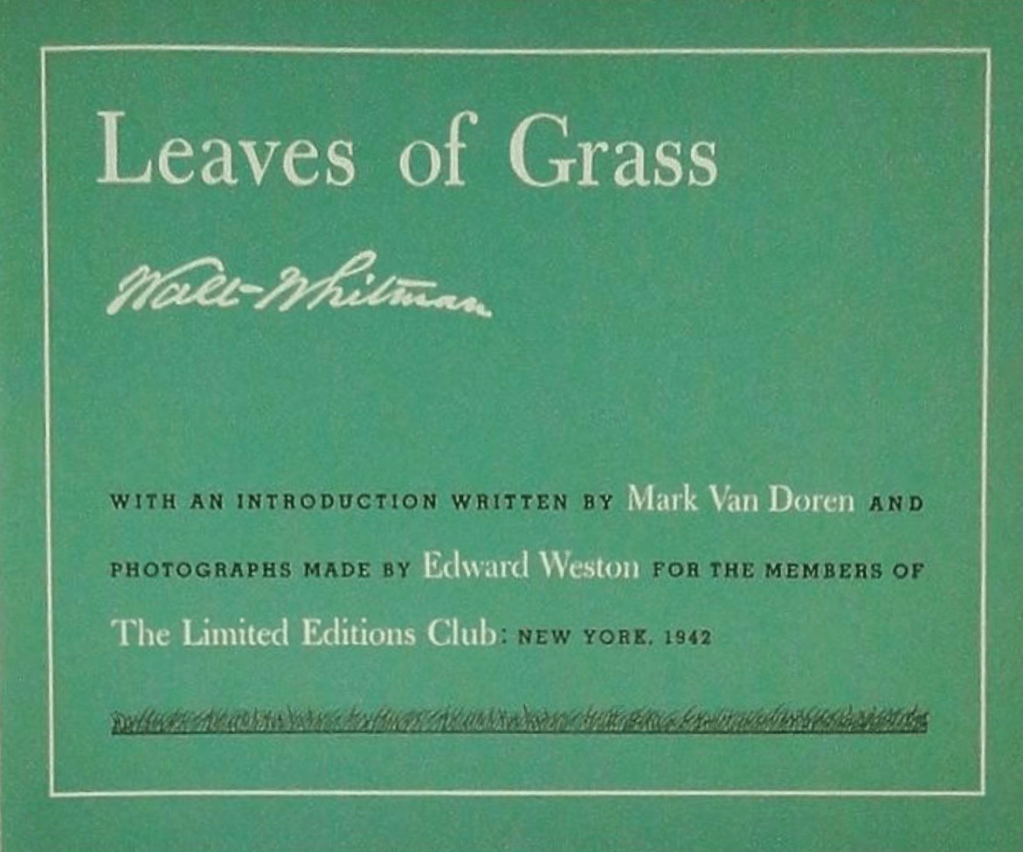 Leaves of Grass
Walt Whitman
WITH AN INTRODUCTION WRITTEN BY Mark Van Doren AND
PHOTOGRAPHS MADE BY Edward Weston FOR THE MEMBERS OF
The Limited Editions Club: NEW YORK, 1942